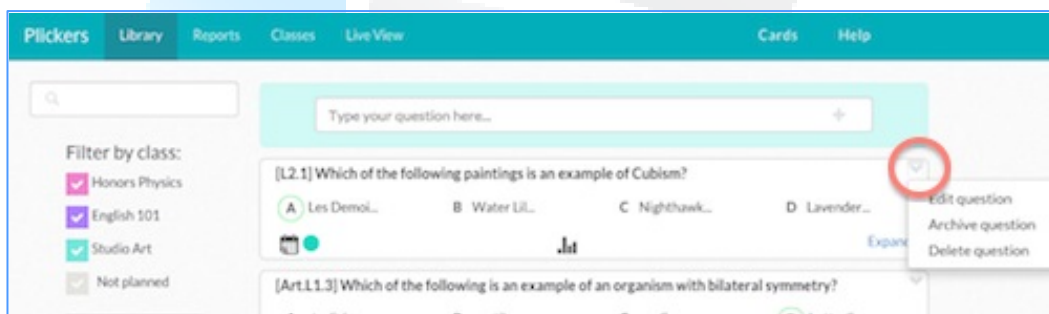 Plickers Library Reports Classes Live View Cards Help
Type your question here...
Filter by class:
Honors Physics
English 101
Studio Art
Not planned
[L2.1] Which of the following paintings is an example of Cubism?
A Les Demoi... B Water Lil... C Nighthawk... D Lavender...
Expand
Edit question
Archive question
Delete question
[Art.L1.3] Which of the following is an example of an organism with bilateral symmetry?